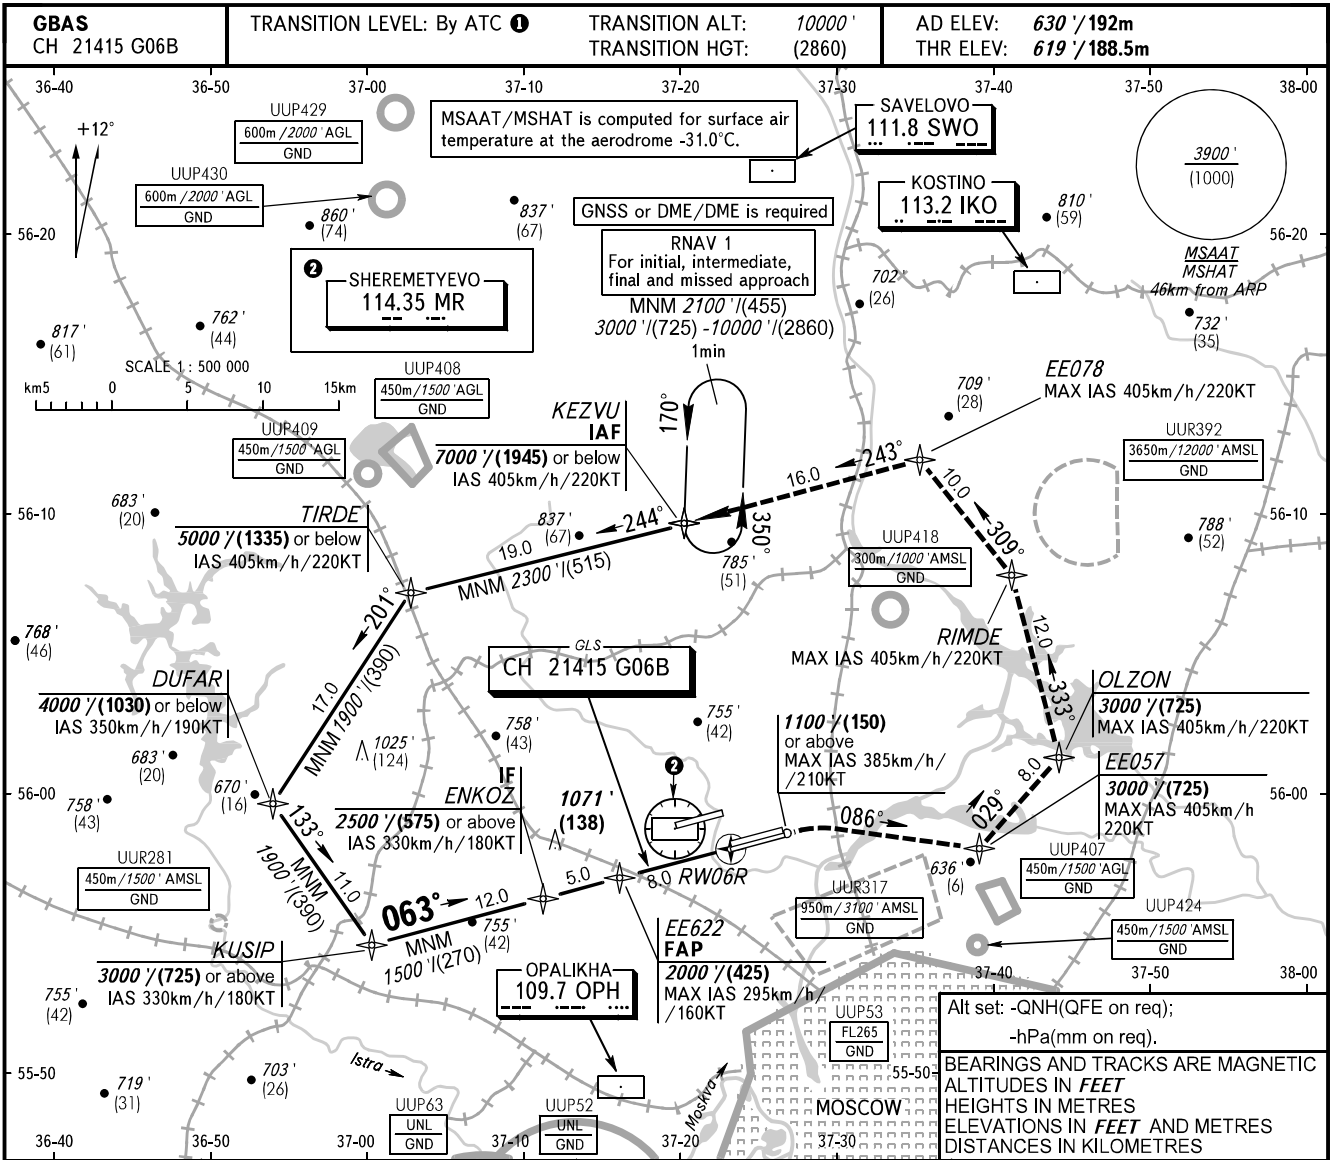 GBAS
CH 21415 G06B
TRANSITION LEVEL: By ATC ❶
TRANSITION ALT: 10000'
TRANSITION HGT: (2860)
AD ELEV: 630'/192m
THR ELEV: 619'/188.5m
36-40 36-50 37-00 37-10 37-20 37-30 37-40 37-50 38-00
+12°
UUP429
600m/2000'AGL
GND
UUP430
600m/2000'AGL
GND
MSAAT/MSHAT is computed for surface air
temperature at the aerodrome -31.0°C.
SAVELOVO
111.8 SWO
KOSTINO
113.2 IKO
3900'
(1000)
MSAAT
MSHAT
46km from ARP
860'
(74)
837'
(67)
GNSS or DME/DME is required
RNAV 1
For initial, intermediate,
final and missed approach
MNM 2100'/(455)
3000'/(725) -10000'/(2860)
1min
810'
(59)
56-20
56-20
702'
(26)
732'
(35)
❷
SHEREMETYEVO
114.35 MR
762'
(44)
817'
(61)
SCALE 1 : 500 000
km5 0 5 10 15km
UUP408
450m/1500'AGL
GND
UUP409
450m/1500'AGL
GND
KEZVU
IAF
7000'/(1945) or below
IAS 405km/h/220KT
170°
350°
EE078
MAX IAS 405km/h/220KT
709'
(28)
UUR392
3650m/12000'AMSL
GND
243°
16.0
10.0
309°
683'
(20)
56-10
56-10
TIRDE
5000'/(1335) or below
IAS 405km/h/220KT
837'
(67)
244°
19.0
MNM 2300'/(515)
785'
(51)
UUP418
300m/1000'AMSL
GND
788'
(52)
768'
(46)
201°
17.0
MNM 1900'/(390)
GLS
CH 21415 G06B
RIMDE
MAX IAS 405km/h/220KT
12.0
333°
DUFAR
4000'/(1030) or below
IAS 350km/h/190KT
OLZON
3000'/(725)
MAX IAS 405km/h/220KT
683'
(20)
758'
(43)
670'
(16)
1025'
(124)
758'
(43)
755'
(42)
1100'/(150)
or above
MAX IAS 385km/h/
/210KT
8.0
029°
EE057
3000'/(725)
MAX IAS 405km/h
220KT
56-00
56-00
IF
ENKOZ
2500'/(575) or above
IAS 330km/h/180KT
1071'
(138)
❷
086°
133°
11.0
MNM
1900'/(390)
UUR281
450m/1500'AMSL
GND
063°
12.0
5.0
8.0
RW06R
636'
(6)
UUP407
450m/1500'AGL
GND
UUR317
950m/3100'AMSL
GND
UUP424
450m/1500'AMSL
GND
755'
(42)
MNM
1500'/(270)
KUSIP
3000'/(725) or above
IAS 330km/h/180KT
EE622
FAP
2000'/(425)
MAX IAS 295km/h/
/160KT
OPALIKHA
109.7 OPH
755'
(42)
37-40 37-50 38-00
UUP53
FL265
GND
Alt set: -QNH(QFE on req);
-hPa(mm on req).
BEARINGS AND TRACKS ARE MAGNETIC
ALTITUDES IN FEET
HEIGHTS IN METRES
ELEVATIONS IN FEET AND METRES
DISTANCES IN KILOMETRES
55-50
55-50
719'
(31)
703'
(26)
Istra
Moskva
MOSCOW
UUP63
UNL
GND
UUP52
UNL
GND
36-40 36-50 37-00 37-10 37-20 37-30